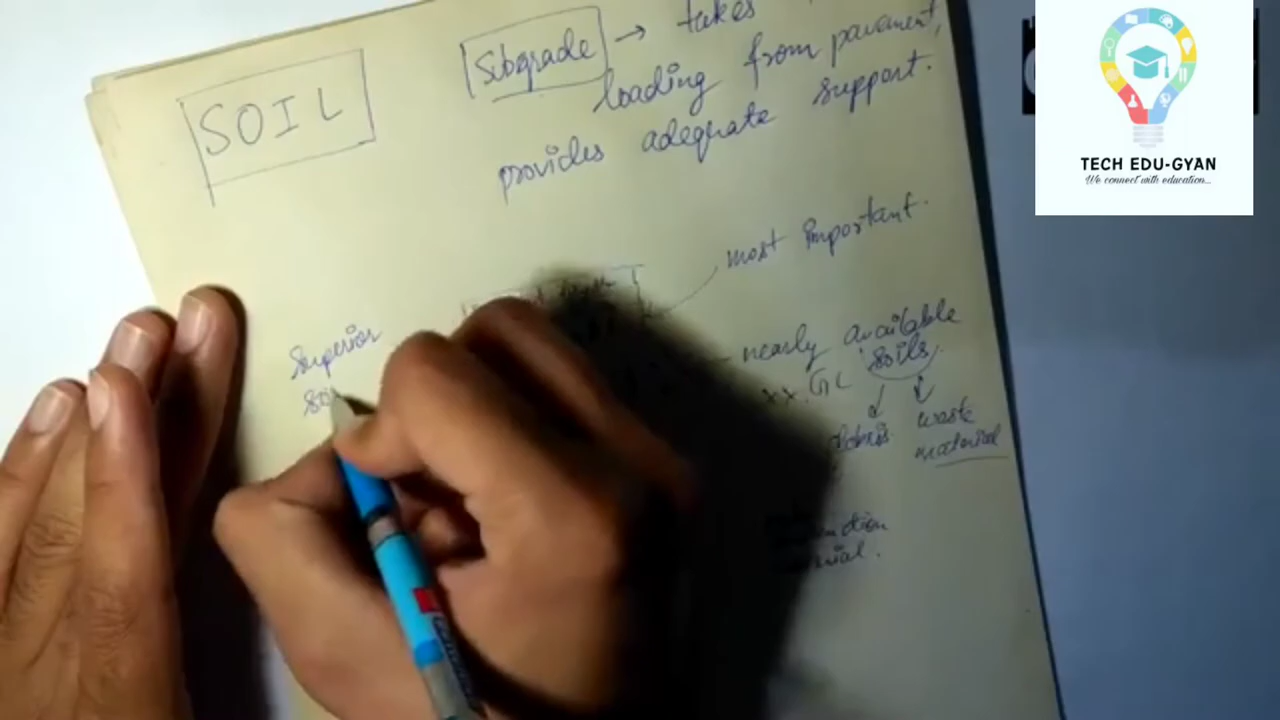 SOIL
Subgrade → takes
loading from pavement,
provides adequate support.
most important.
Superior
nearly available
soils.
waste
material
TECH EDU-GYAN
We connect with education...